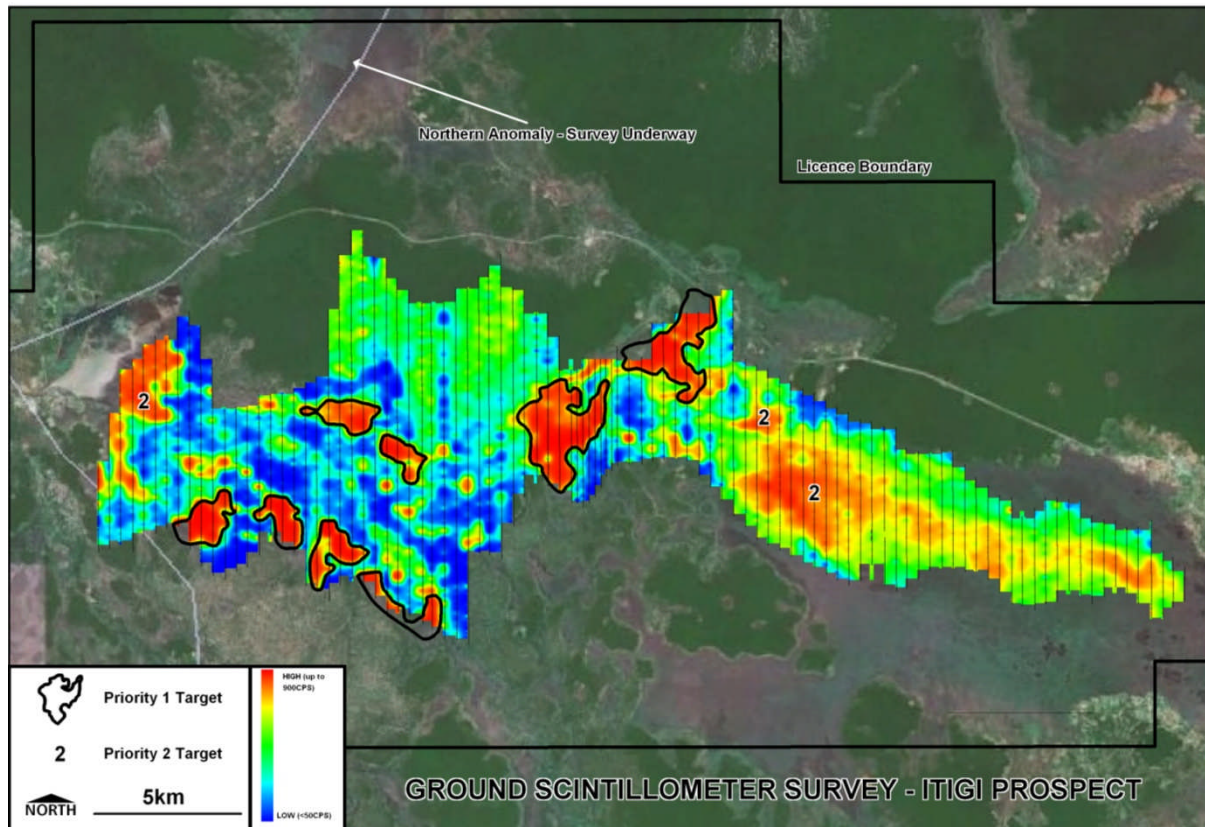 Northern Anomaly - Survey Underway
Licence Boundary
2
2
2
Priority 1 Target
2 Priority 2 Target
NORTH
5km
HIGH (up to
900CPS)
LOW (<50CPS)
GROUND SCINTILLOMETER SURVEY - ITIGI PROSPECT